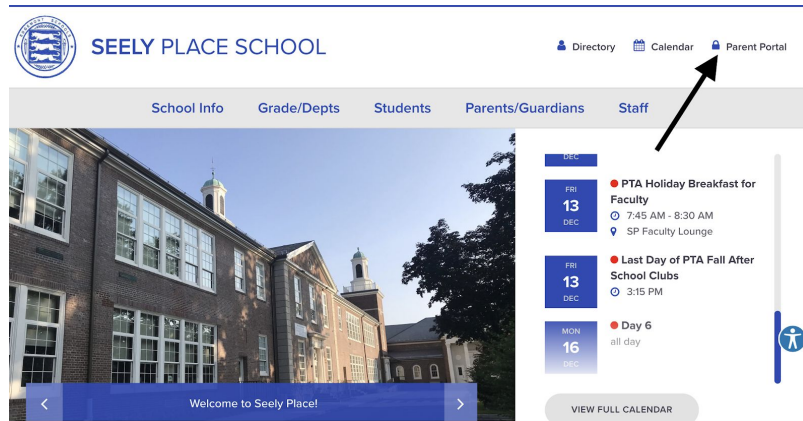 SEELY PLACE SCHOOL
Directory Calendar Parent Portal
School Info Grade/Depts Students Parents/Guardians Staff
DEC
FRI
13
DEC
PTA Holiday Breakfast for
Faculty
7:45 AM - 8:30 AM
SP Faculty Lounge
FRI
13
DEC
Last Day of PTA Fall After
School Clubs
3:15 PM
MON
16
DEC
Day 6
all day
Welcome to Seely Place!
VIEW FULL CALENDAR